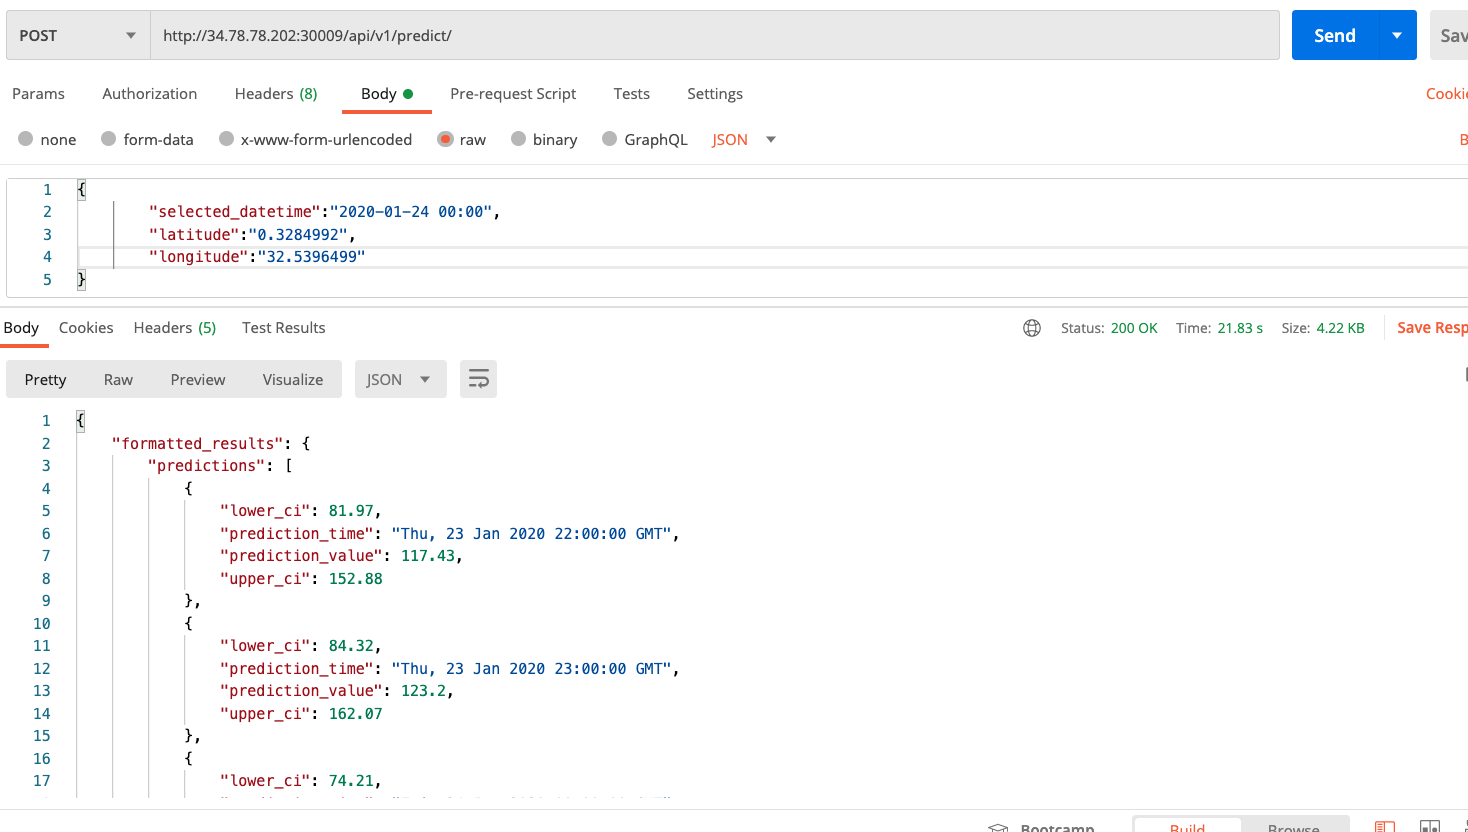 POST http://34.78.78.202:30009/api/v1/predict/ Send Sav
Params Authorization Headers (8) Body Pre-request Script Tests Settings Cookie
none form-data x-www-form-urlencoded raw binary GraphQL JSON B
1 {
2 "selected_datetime":"2020-01-24 00:00",
3 "latitude":"0.3284992",
4 "longitude":"32.5396499"
5 }
Body Cookies Headers (5) Test Results Status: 200 OK Time: 21.83 s Size: 4.22 KB Save Resp
Pretty Raw Preview Visualize JSON
1 {
2 "formatted_results": {
3 "predictions": [
4 {
5 "lower_ci": 81.97,
6 "prediction_time": "Thu, 23 Jan 2020 22:00:00 GMT",
7 "prediction_value": 117.43,
8 "upper_ci": 152.88
9 },
10 {
11 "lower_ci": 84.32,
12 "prediction_time": "Thu, 23 Jan 2020 23:00:00 GMT",
13 "prediction_value": 123.2,
14 "upper_ci": 162.07
15 },
16 {
17 "lower_ci": 74.21,
Bootcamp Build Browse